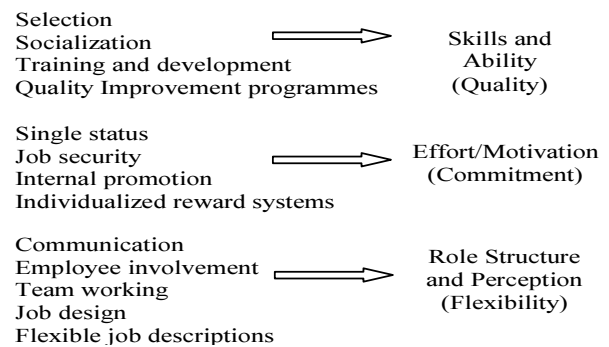 Selection
Socialization
Training and development
Quality Improvement programmes
Skills and
Ability
(Quality)
Single status
Job security
Internal promotion
Individualized reward systems
Effort/Motivation
(Commitment)
Communication
Employee involvement
Team working
Job design
Flexible job descriptions
Role Structure
and Perception
(Flexibility)